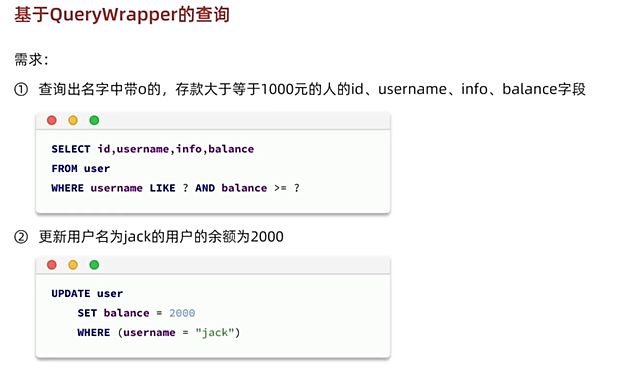 基于QueryWrapper的查询
需求：
① 查询出名字中带o的，存款大于等于1000元的人的id、username、info、balance字段
SELECT id,username,info,balance
FROM user
WHERE username LIKE ? AND balance >= ?
② 更新用户名为jack的用户的余额为2000
UPDATE user
SET balance = 2000
WHERE (username = "jack")